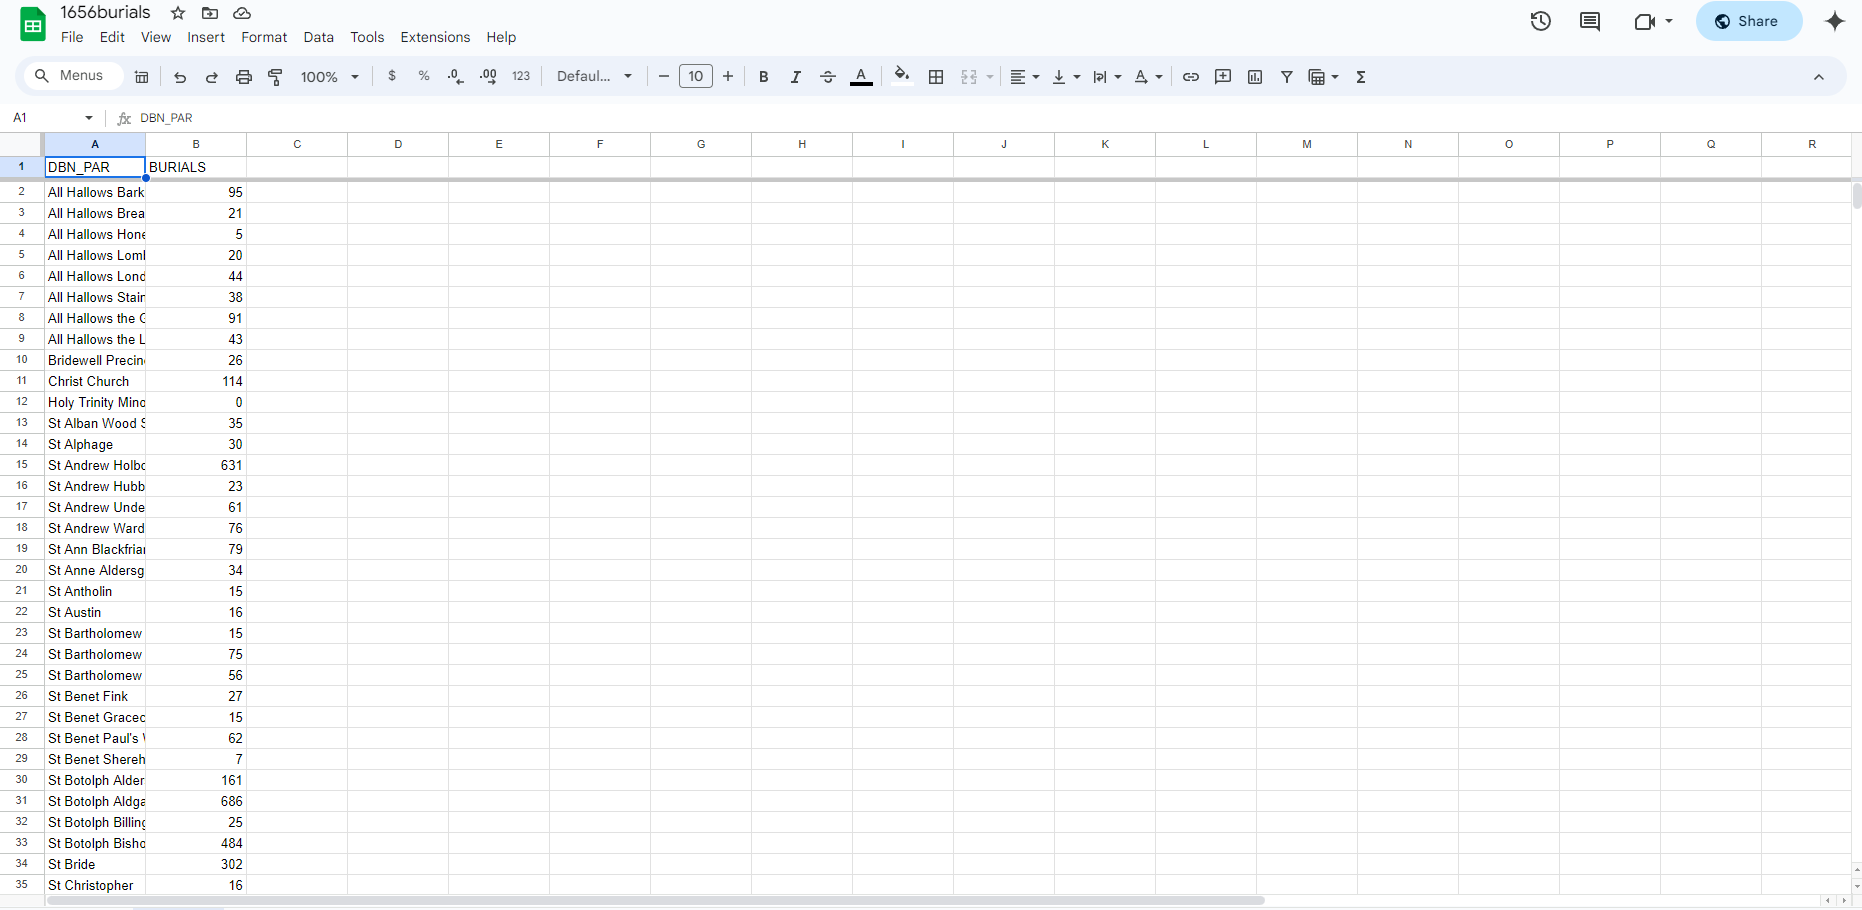 1656burials
File Edit View Insert Format Data Tools Extensions Help
Share
Menus 100% $ % .0 .00 123 Defaul... 10 B I A
A1 fx DBN_PAR
A B C D E F G H I J K L M N O P Q R
1 DBN_PAR BURIALS
2 All Hallows Bark 95
3 All Hallows Brea 21
4 All Hallows Hone 5
5 All Hallows Lom 20
6 All Hallows Lond 44
7 All Hallows Stain 38
8 All Hallows the G 91
9 All Hallows the L 43
10 Bridewell Precin 26
11 Christ Church 114
12 Holy Trinity Mino 0
13 St Alban Wood S 35
14 St Alphage 30
15 St Andrew Holbo 631
16 St Andrew Hubb 23
17 St Andrew Unde 61
18 St Andrew Ward 76
19 St Ann Blackfriar 79
20 St Anne Aldersg 34
21 St Antholin 15
22 St Austin 16
23 St Bartholomew 15
24 St Bartholomew 75
25 St Bartholomew 56
26 St Benet Fink 27
27 St Benet Gracec 15
28 St Benet Paul's W 62
29 St Benet Shereh 7
30 St Botolph Alder 161
31 St Botolph Aldga 686
32 St Botolph Billing 25
33 St Botolph Bisho 484
34 St Bride 302
35 St Christopher 16